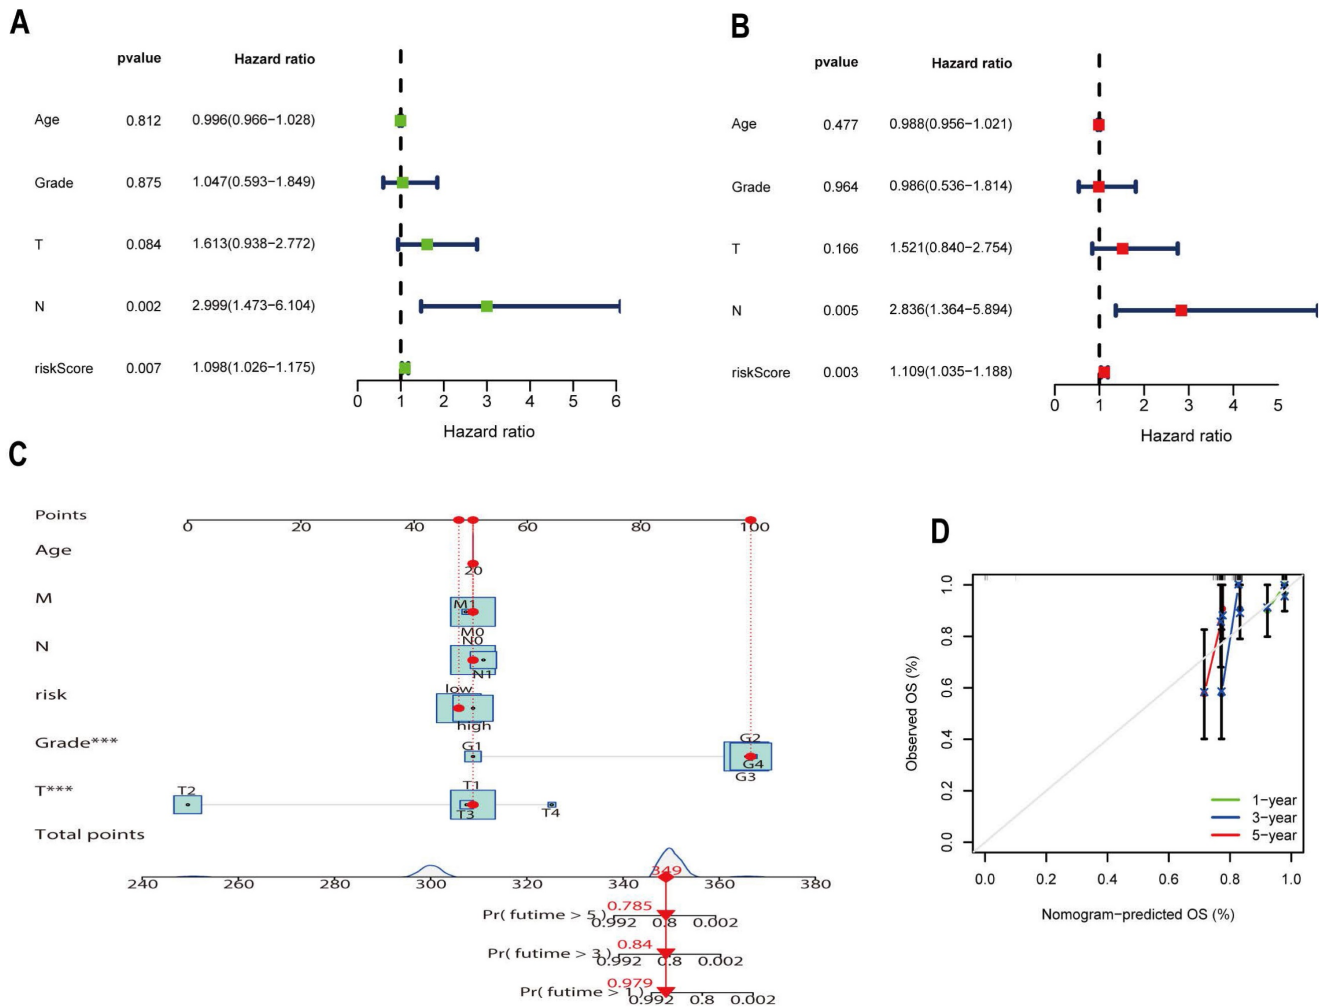 A
pvalue Hazard ratio
Age 0.812 0.996(0.966−1.028)
Grade 0.875 1.047(0.593−1.849)
T 0.084 1.613(0.938−2.772)
N 0.002 2.999(1.473−6.104)
riskScore 0.007 1.098(1.026−1.175)
0 1 2 3 4 5 6
Hazard ratio
B
pvalue Hazard ratio
Age 0.477 0.988(0.956−1.021)
Grade 0.964 0.986(0.536−1.814)
T 0.166 1.521(0.840−2.754)
N 0.005 2.836(1.364−5.894)
riskScore 0.003 1.109(1.035−1.188)
0 1 2 3 4 5
Hazard ratio
C
Points
0 20 40 60 80 100
Age
20
M
M1
M0
N
N0
N1
risk
low
high
Grade***
G1 G2
G4
G3
T***
T2 T1
T3 T4
Total points
349
240 260 280 300 320 340 360 380
0.785
Pr( futime > 5)
0.992 0.8 0.002
0.84
Pr( futime > 3)
0.992 0.8 0.002
0.979
Pr( futime > 1)
0.992 0.8 0.002
D
Observed OS (%)
1.0
0.8
0.6
0.4
0.2
0.0
1−year
3−year
5−year
0.0 0.2 0.4 0.6 0.8 1.0
Nomogram−predicted OS (%)